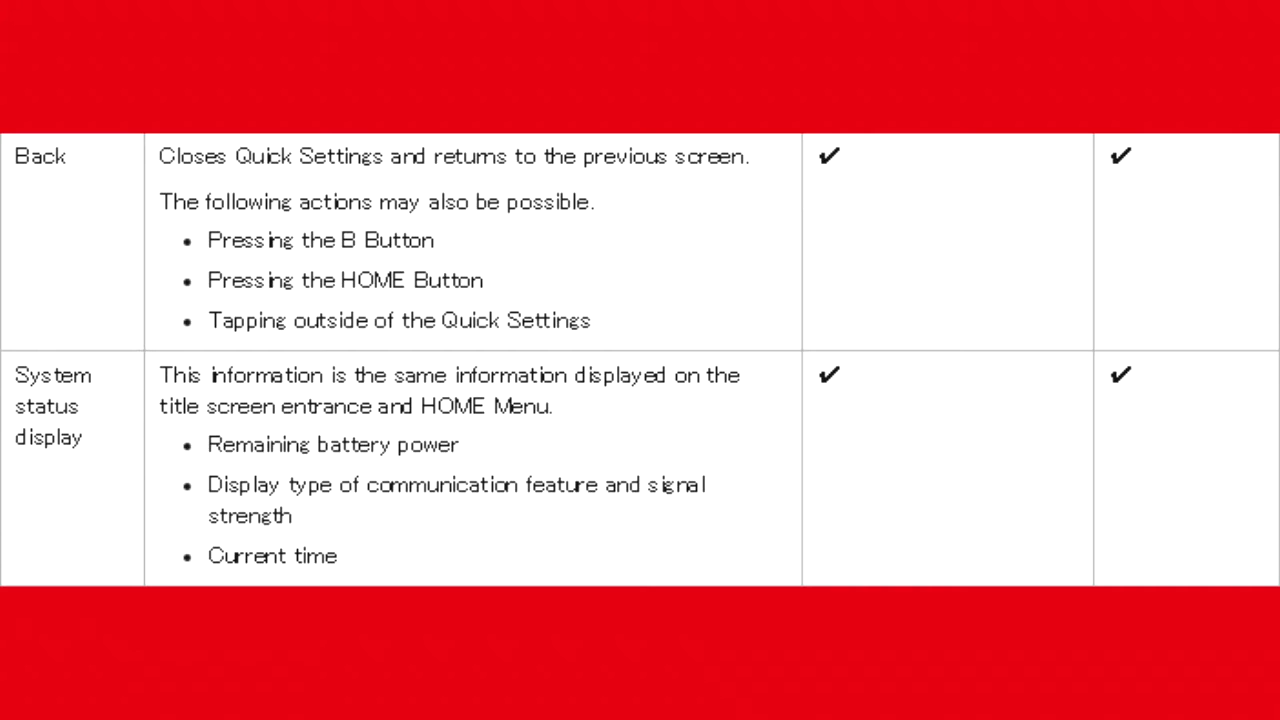 Back
Closes Quick Settings and returns to the previous screen.
✔
✔
The following actions may also be possible.
• Pressing the B Button
• Pressing the HOME Button
• Tapping outside of the Quick Settings
System
status
display
This information is the same information displayed on the
title screen entrance and HOME Menu.
✔
✔
• Remaining battery power
• Display type of communication feature and signal
strength
• Current time